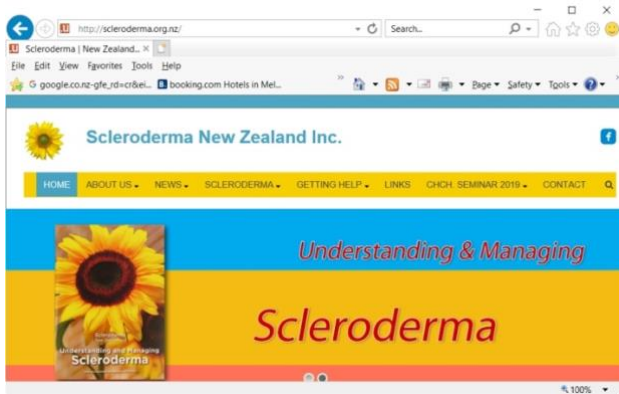 http://scleroderma.org.nz/
Search...
Scleroderma | New Zealand...
File Edit View Favorites Tools Help
google.co.nz-gfe_rd=cr&ei... booking.com Hotels in Mel...
Page Safety Tools
Scleroderma New Zealand Inc.
HOME ABOUT US NEWS SCLERODERMA GETTING HELP LINKS CHCH. SEMINAR 2019 CONTACT
Understanding & Managing
Scleroderma
Understanding and Managing
Scleroderma
100%